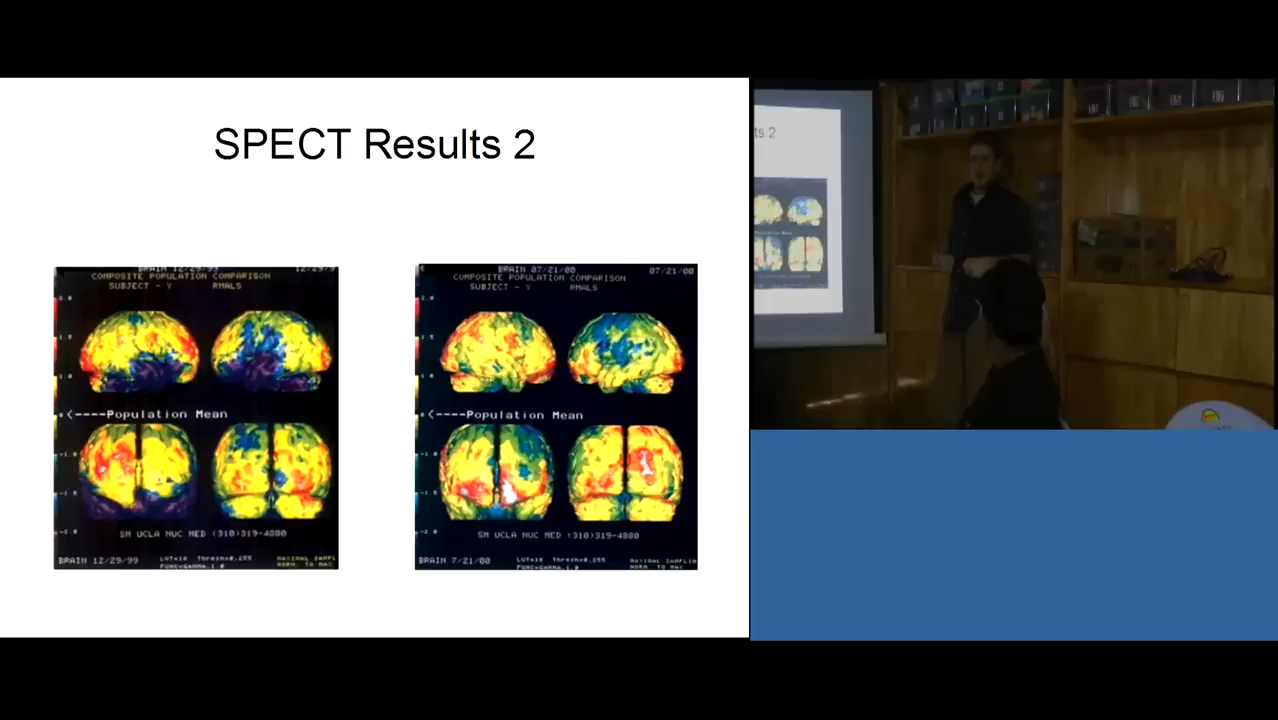 SPECT Results 2
BRAIN 12/29/99
COMPOSITE POPULATION COMPARISON
SUBJECT - Y RMALS
<----Population Mean
SM UCLA NUC MED (310)319-4880
BRAIN 12/29/99
BRAIN 07/21/00 07/21/00
COMPOSITE POPULATION COMPARISON
SUBJECT - Y RMALS
<----Population Mean
SM UCLA NUC MED (310)319-4880
BRAIN 7/21/00
ts 2